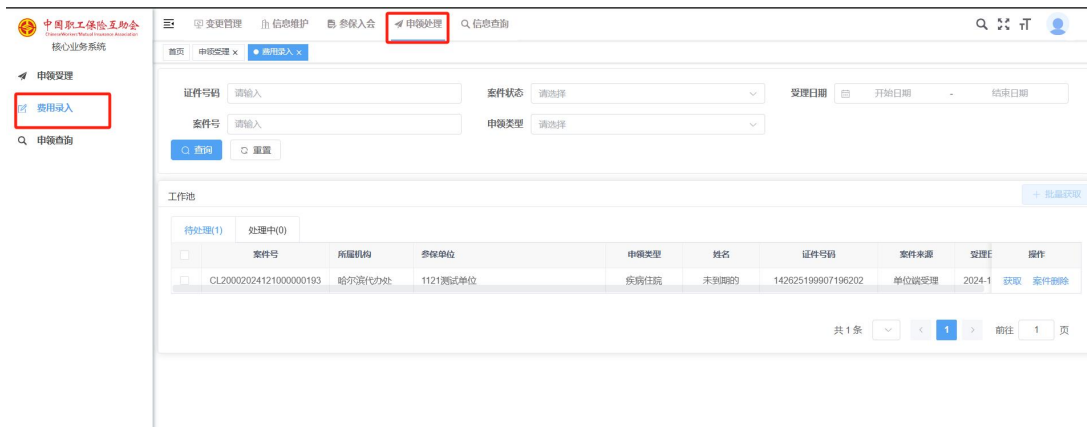 中国职工保险互助会
Chinese Workers' Mutual Insurance Association
核心业务系统
变更管理 信息维护 参保入会 申领处理 信息查询
首页 申领受理 x 费用录入 x
申领受理
费用录入
申领查询
证件号码 请输入 案件状态 请选择 受理日期 开始日期 - 结束日期
案件号 请输入 申领类型 请选择
查询 重置
工作池 + 批量获取
待处理(1) 处理中(0)
案件号 所属机构 参保单位 申领类型 姓名 证件号码 案件来源 受理日 操作
CL20002024121000000193 哈尔滨代办处 1121测试单位 疾病住院 未到期的 142625199907196202 单位端受理 2024-1 获取 案件删除
共 1 条 < 1 > 前往 1 页